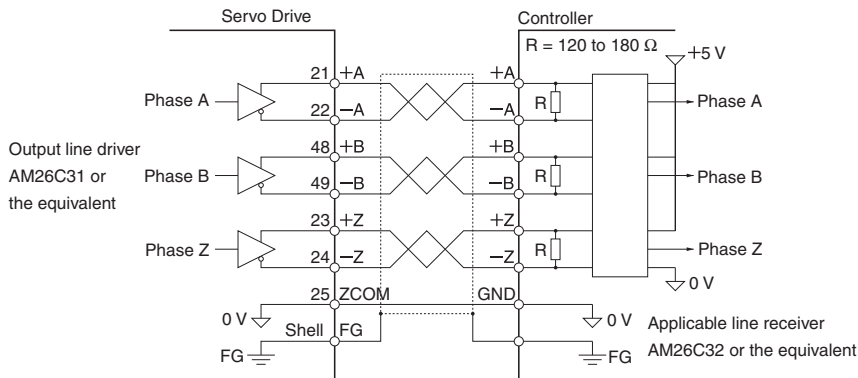 Servo Drive
Controller
R = 120 to 180 Ω
+5 V
21 +A
+A
Phase A
R
Phase A
22 −A
−A
48 +B
+B
Output line driver
AM26C31 or
the equivalent
Phase B
R
Phase B
49 −B
−B
23 +Z
+Z
Phase Z
R
Phase Z
24 −Z
−Z
0 V
25 ZCOM
GND
0 V
0 V
Shell FG
FG
FG
Applicable line receiver
AM26C32 or the equivalent